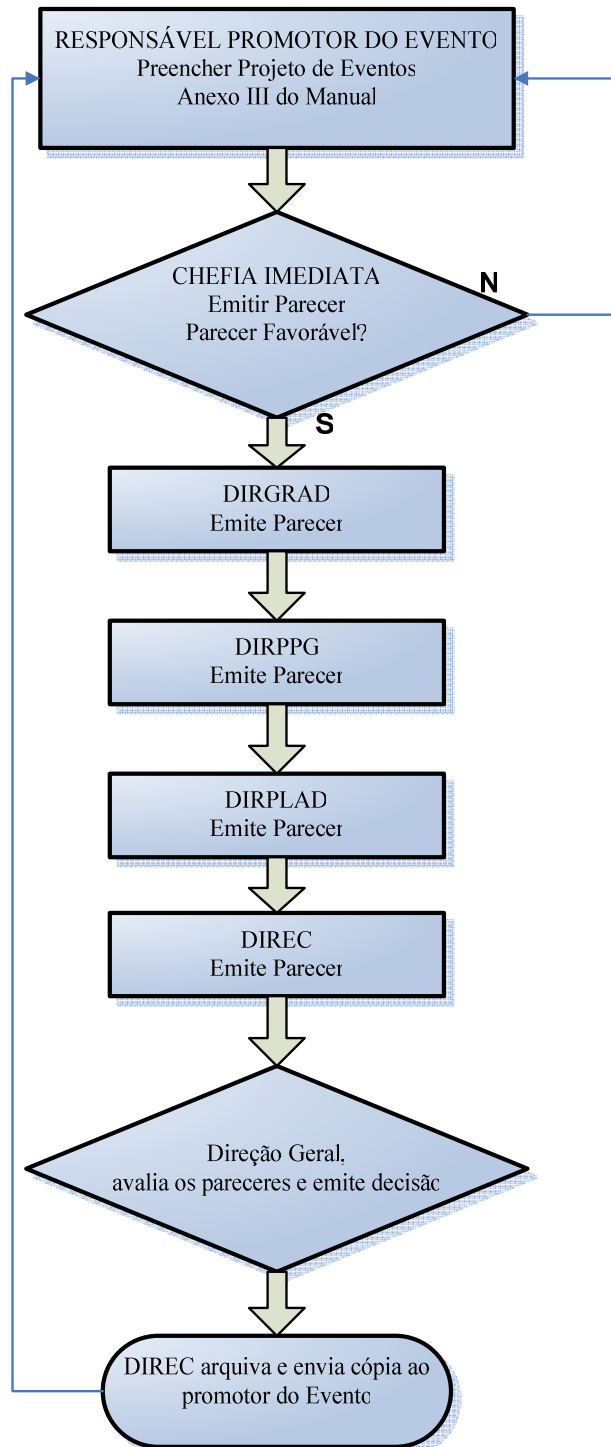 RESPONSÁVEL PROMOTOR DO EVENTO
Preencher Projeto de Eventos
Anexo III do Manual
CHEFIA IMEDIATA
Emitir Parecer
Parecer Favorável?
N
S
DIRGRAD
Emite Parecer
DIRPPG
Emite Parecer
DIRPLAD
Emite Parecer
DIREC
Emite Parecer
Direção Geral,
avalia os pareceres e emite decisão
DIREC arquiva e envia cópia ao
promotor do Evento